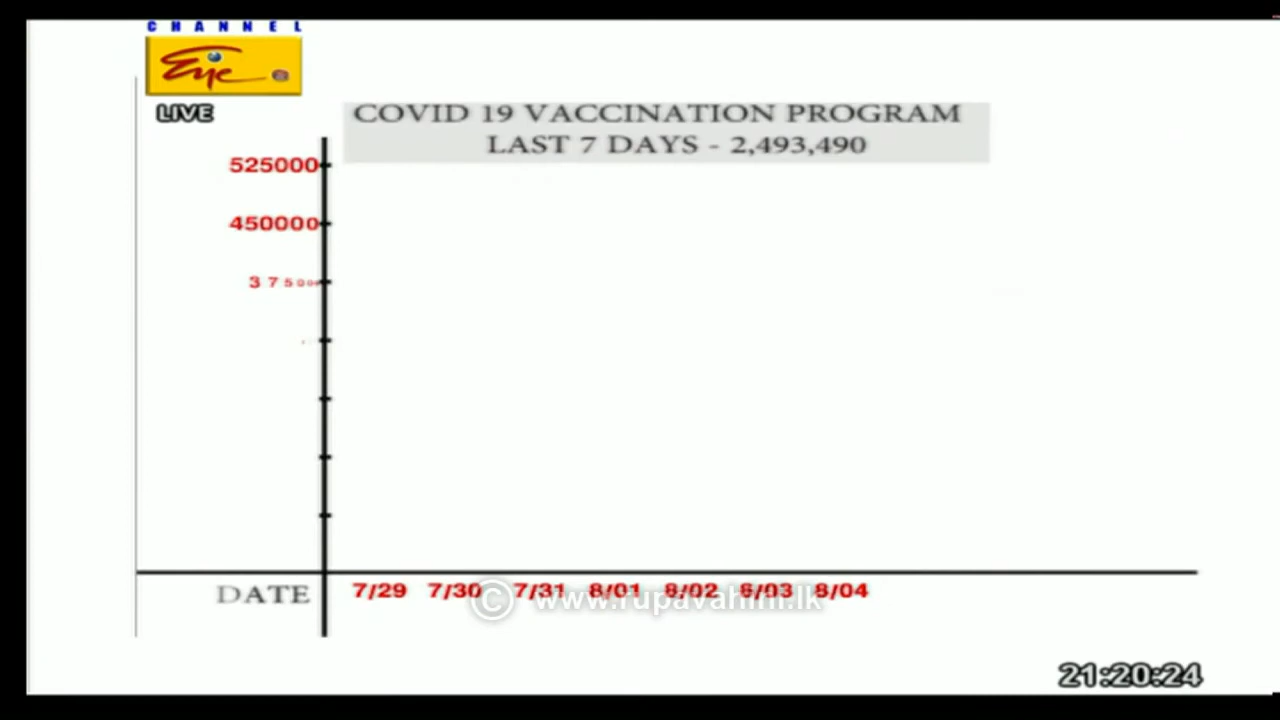 CHANNEL
Eye
LIVE
COVID 19 VACCINATION PROGRAM
LAST 7 DAYS - 2,493,490
525000
450000
375000
DATE 7/29 7/30 7/31 8/01 8/02 8/03 8/04
© www.rupavahini.lk
21:20:24